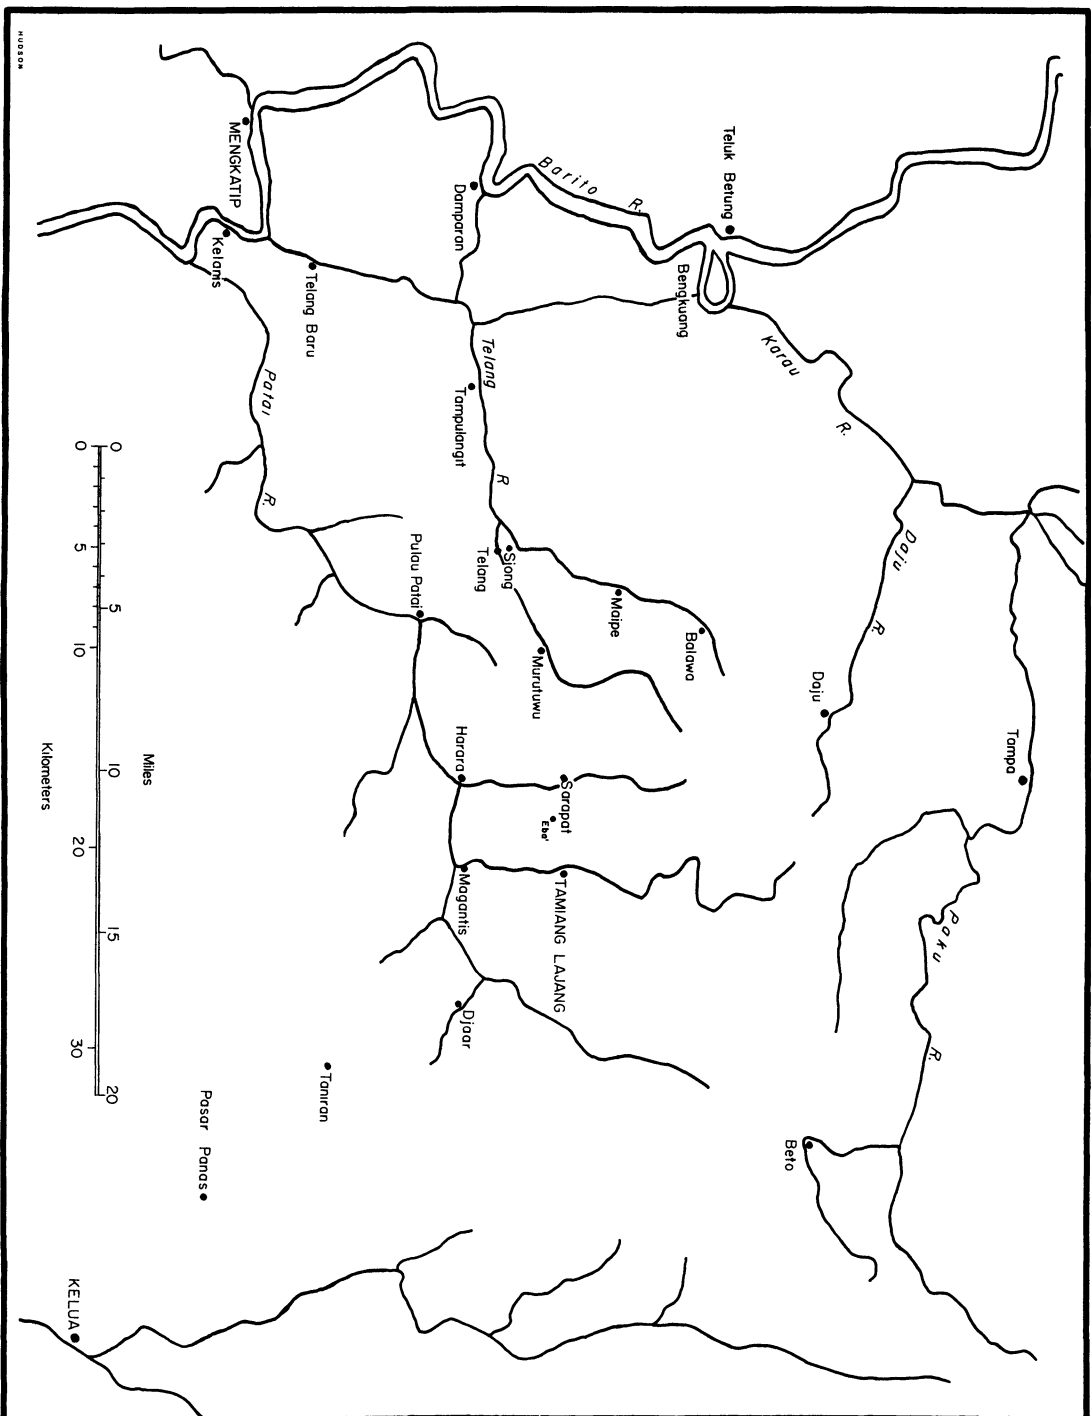 HUDSON
Teluk Betung
Barito R.
MENGKATIP
Damparan
Kelanis
Telang Baru
Bengkuang
Karau R.
Telang R
Tampulangit
Patai R.
Daju R.
Siong
Telang
Pulau Patai
Maipe
Balawa
Murutuwu
Daju
Tampa
Harara
Sarapat
Eba'
Magantis
TAMIANG LAJANG
Paku R.
Djaar
Taniran
Pasar Panas
Beto
KELUA
0 5 10 15 20
Miles
0 5 10 20 30
Kilometers